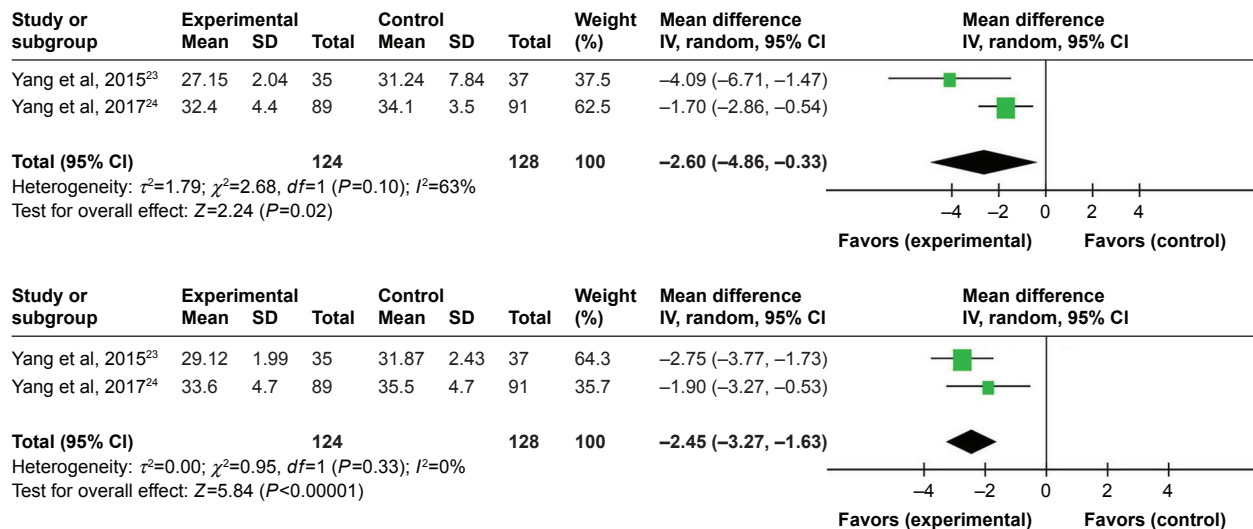 Study or subgroup Experimental Control Weight (%) Mean difference IV, random, 95% CI Mean difference IV, random, 95% CI
Mean SD Total Mean SD Total
Yang et al, 2015²³ 27.15 2.04 35 31.24 7.84 37 37.5 –4.09 (–6.71, –1.47)
Yang et al, 2017²⁴ 32.4 4.4 89 34.1 3.5 91 62.5 –1.70 (–2.86, –0.54)
Total (95% CI) 124 128 100 –2.60 (–4.86, –0.33)
Heterogeneity: τ²=1.79; χ²=2.68, df=1 (P=0.10); I²=63%
Test for overall effect: Z=2.24 (P=0.02)
–4 –2 0 2 4
Favors (experimental) Favors (control)
Study or subgroup Experimental Control Weight (%) Mean difference IV, random, 95% CI Mean difference IV, random, 95% CI
Mean SD Total Mean SD Total
Yang et al, 2015²³ 29.12 1.99 35 31.87 2.43 37 64.3 –2.75 (–3.77, –1.73)
Yang et al, 2017²⁴ 33.6 4.7 89 35.5 4.7 91 35.7 –1.90 (–3.27, –0.53)
Total (95% CI) 124 128 100 –2.45 (–3.27, –1.63)
Heterogeneity: τ²=0.00; χ²=0.95, df=1 (P=0.33); I²=0%
Test for overall effect: Z=5.84 (P<0.00001)
–4 –2 0 2 4
Favors (experimental) Favors (control)